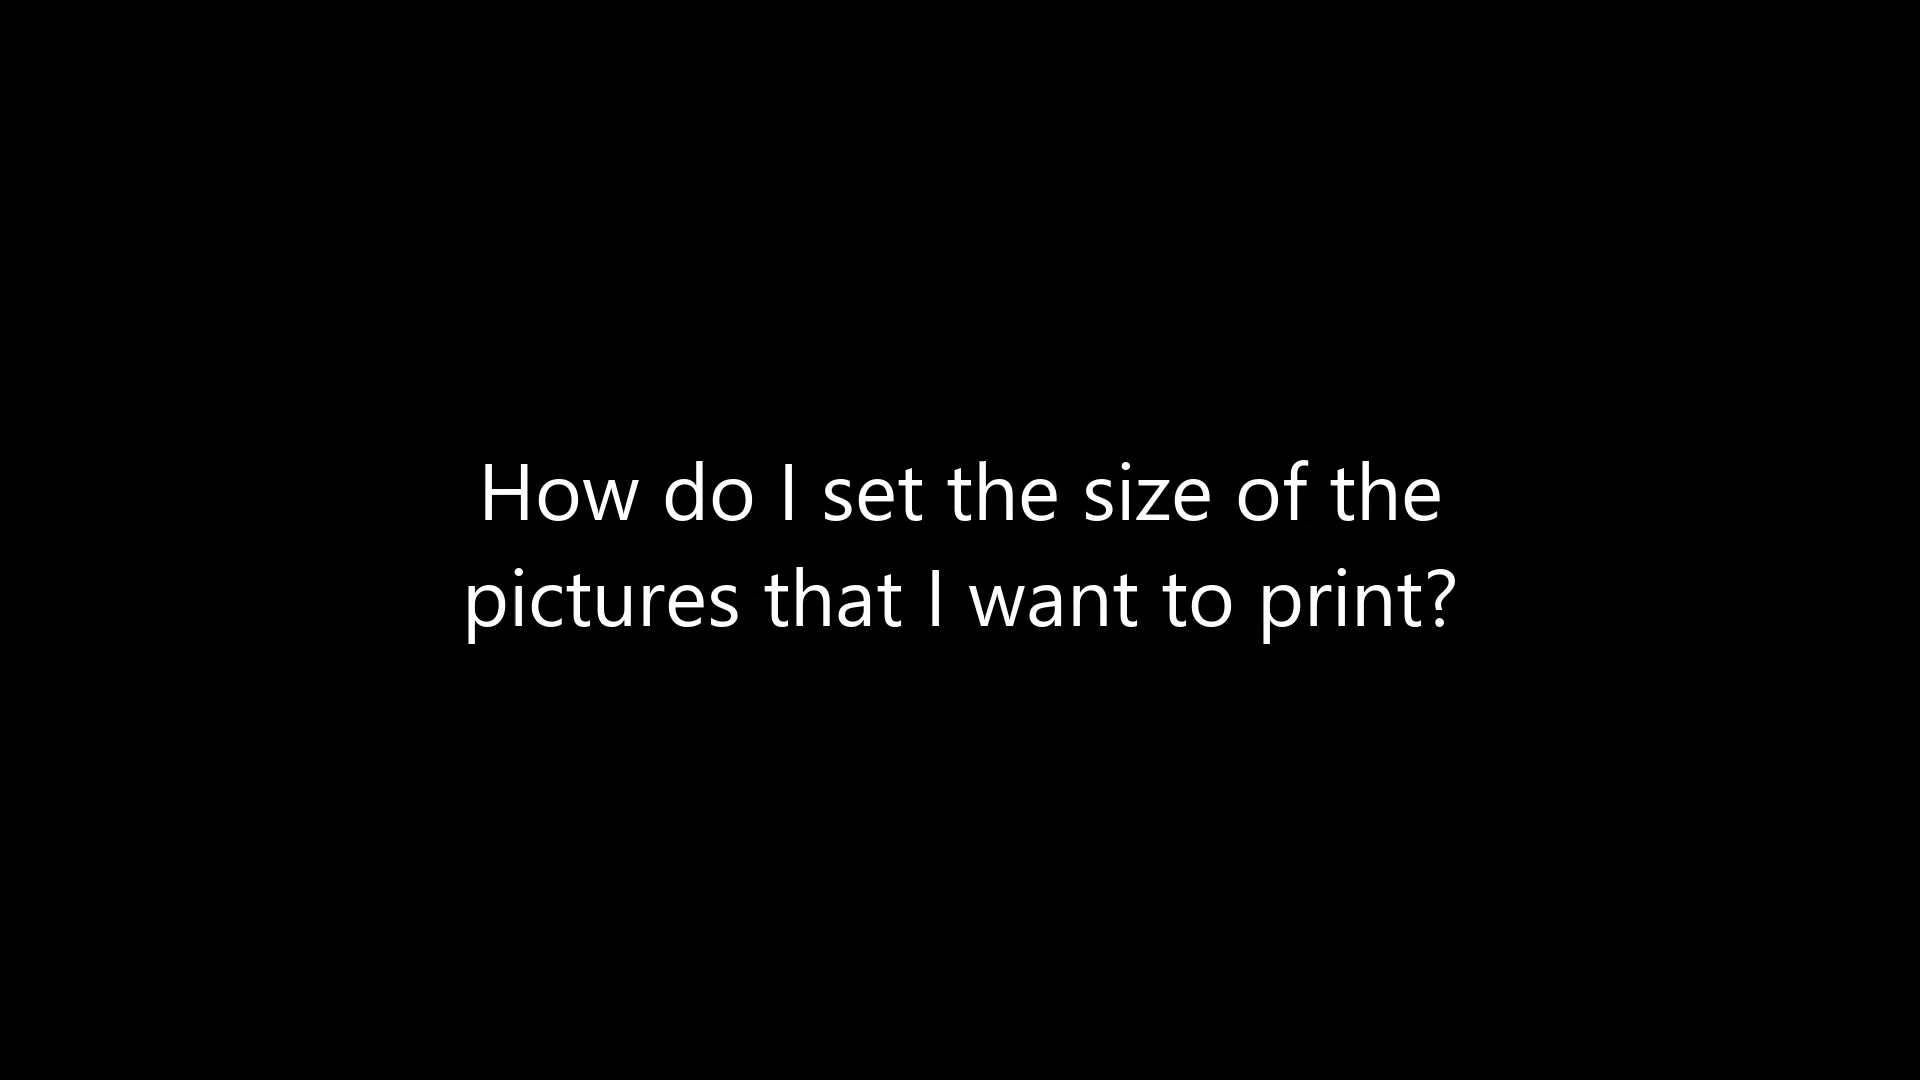 How do I set the size of the
pictures that I want to print?